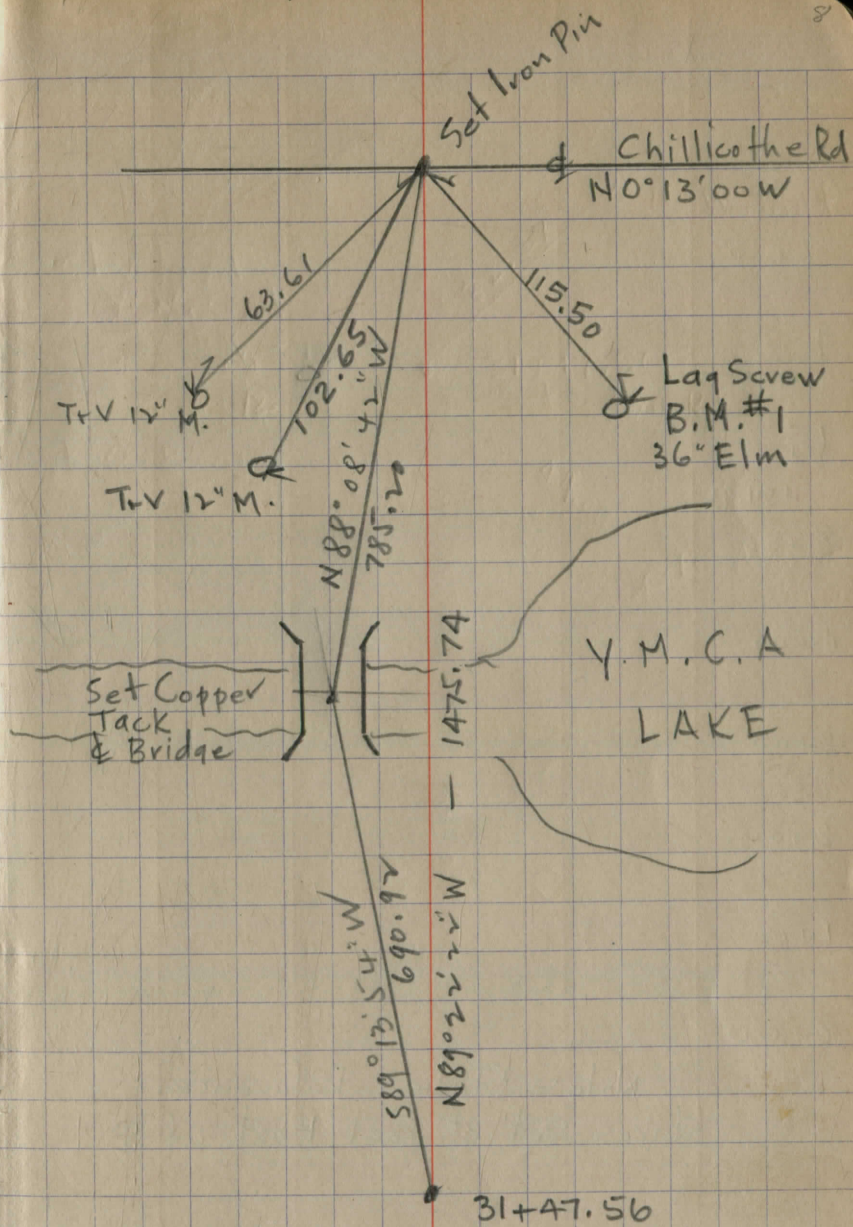 8
Set Iron Pin
℄ Chillicothe Rd
N 0° 13' 00 W
63.61
102.65
115.50
N 88° 08' 42" W
785.20
Tr V 12" M.
Tr V 12" M.
Lag Screw
B.M. #1
36" Elm
Set Copper
Tack
℄ Bridge
Y.M.C.A
LAKE
N 89° 22' 22" W — 1475.74
S 89° 13' 54" W
690.92
31+47.56